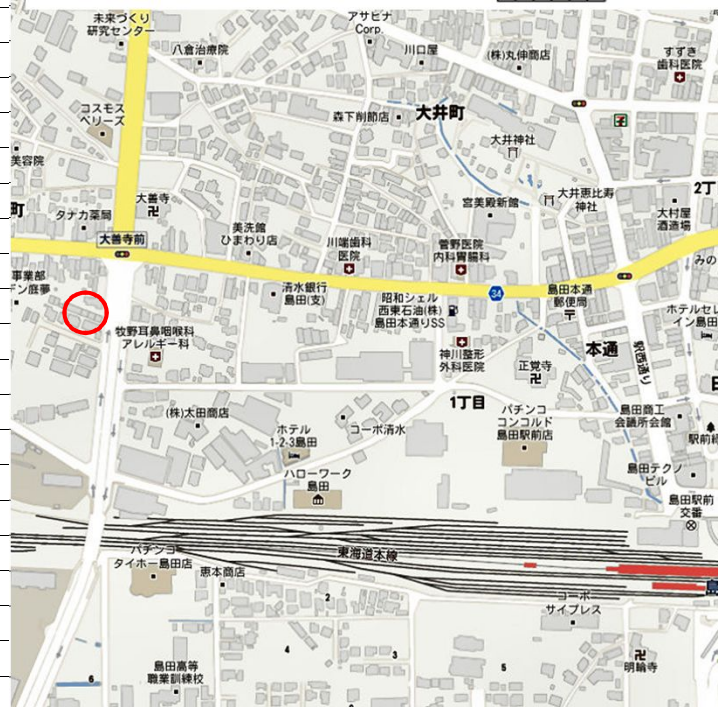 未来づくり
研究センター
アサヒナ
Corp.
八倉治療院
川口屋
(株)丸伸商店
すずき
歯科医院
コスモス
ベリーズ
森下削節店
大井町
大井神社
美容院
大善寺
宮美殿新館
大井恵比寿
神社
2丁
町
タナカ薬局
大村屋
酒造場
大善寺前
美洗館
ひまわり店
川端歯科
医院
菅野医院
内科胃腸科
みの
事業部
デン庭夢
清水銀行
島田(支)
昭和シェル
西東石油(株)
島田本通りSS
34
島田本通
郵便局
ホテルセレ
イン島田
牧野耳鼻咽喉科
アレルギー科
神川整形
外科医院
正覚寺
本通
駅西通り
日
1丁目
(株)太田商店
ホテル
1-2-3島田
コーポ清水
パチンコ
コンコルド
島田駅前店
島田商工
会議所会館
駅前緑
ハローワーク
島田
島田テクノ
ビル
島田駅前
交番
東海道本線
パチンコ
タイホー島田店
恵本商店
コーポ
サイプレス
2
4
3
5
6
島田高等
職業訓練校
明輪寺